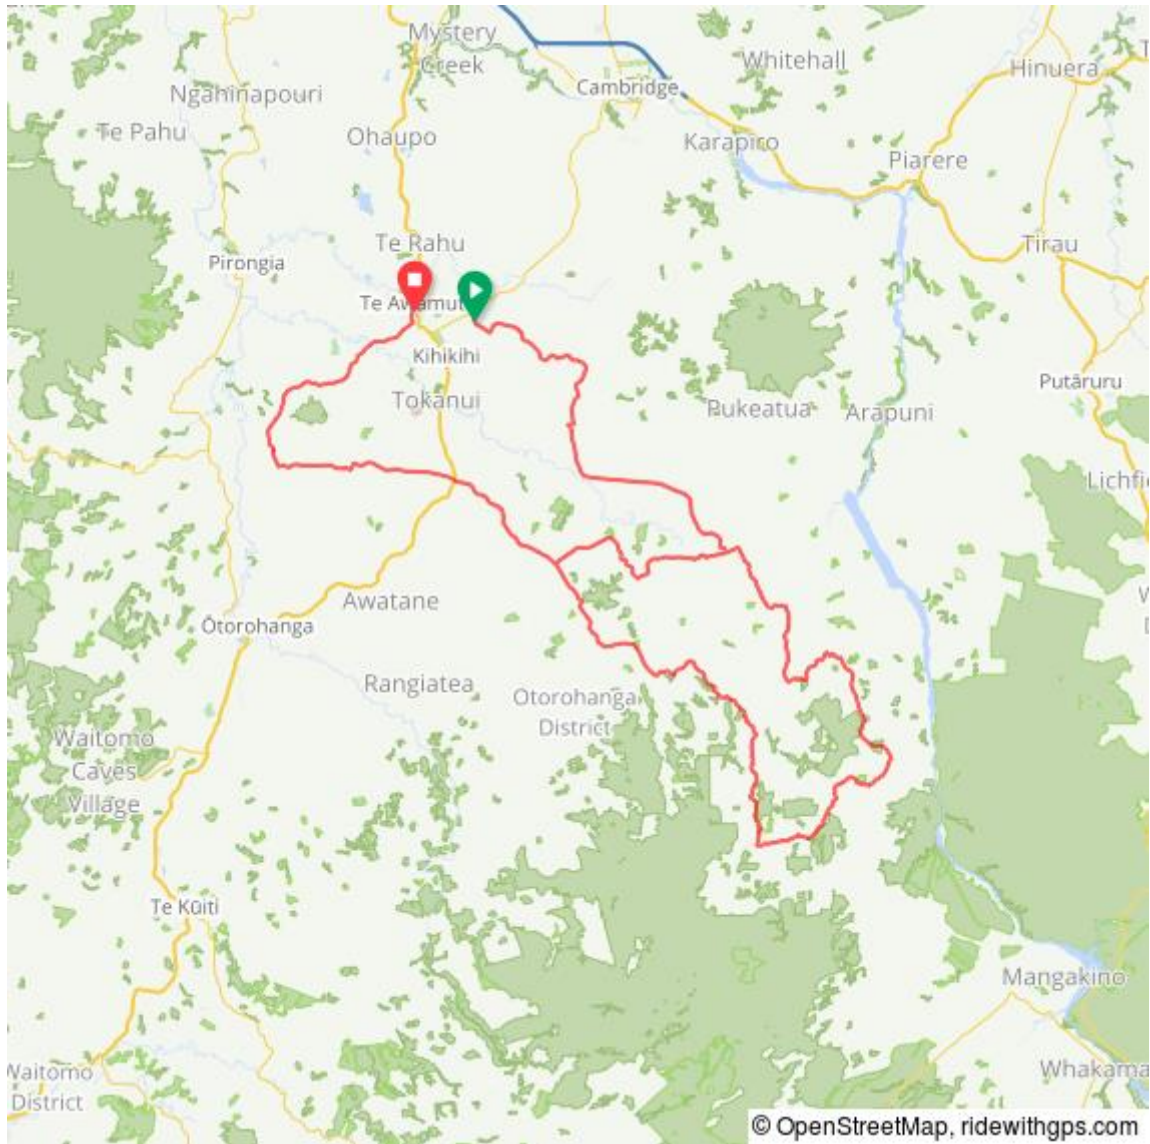 Mystery
Creek
Whitehall
Hinuera
Cambridge
Ngahinapouri
Te Pahu
Ohaupo
Karapiro
Piarere
Te Rahu
Tirau
Pirongia
Te Awamut
Kihikihi
Tokanui
Pukeatua
Arapuni
Putāruru
Lichfie
Awatane
Ōtorohanga
Rangiatea
Otorohanga
District
Waitomo
Caves
Village
Te Kūiti
Mangakino
Waitomo
District
Whakama
© OpenStreetMap, ridewithgps.com